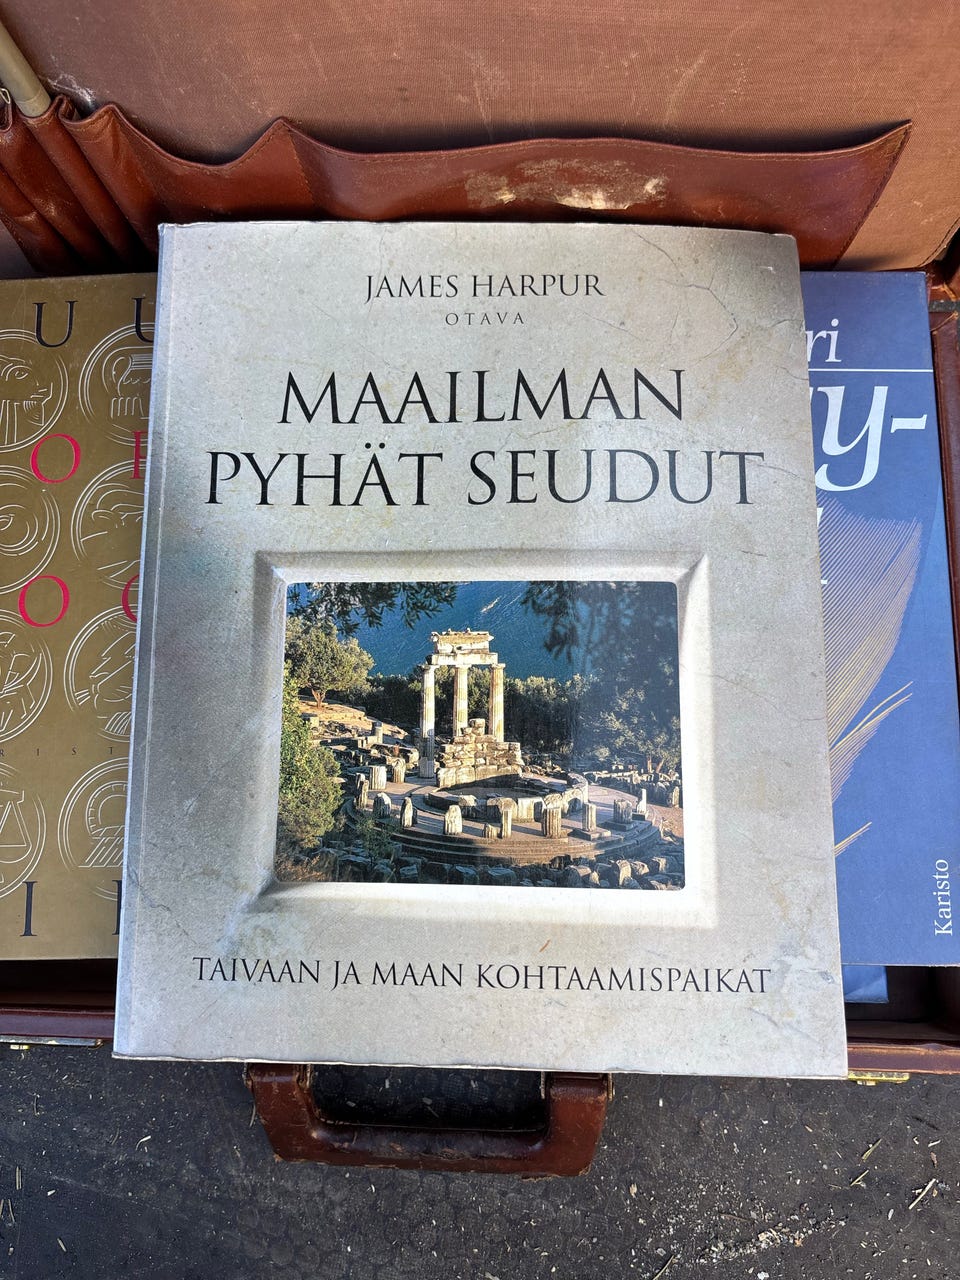 JAMES HARPUR
OTAVA
MAAILMAN
PYHÄT SEUDUT
TAIVAAN JA MAAN KOHTAAMISPAIKAT
Karisto